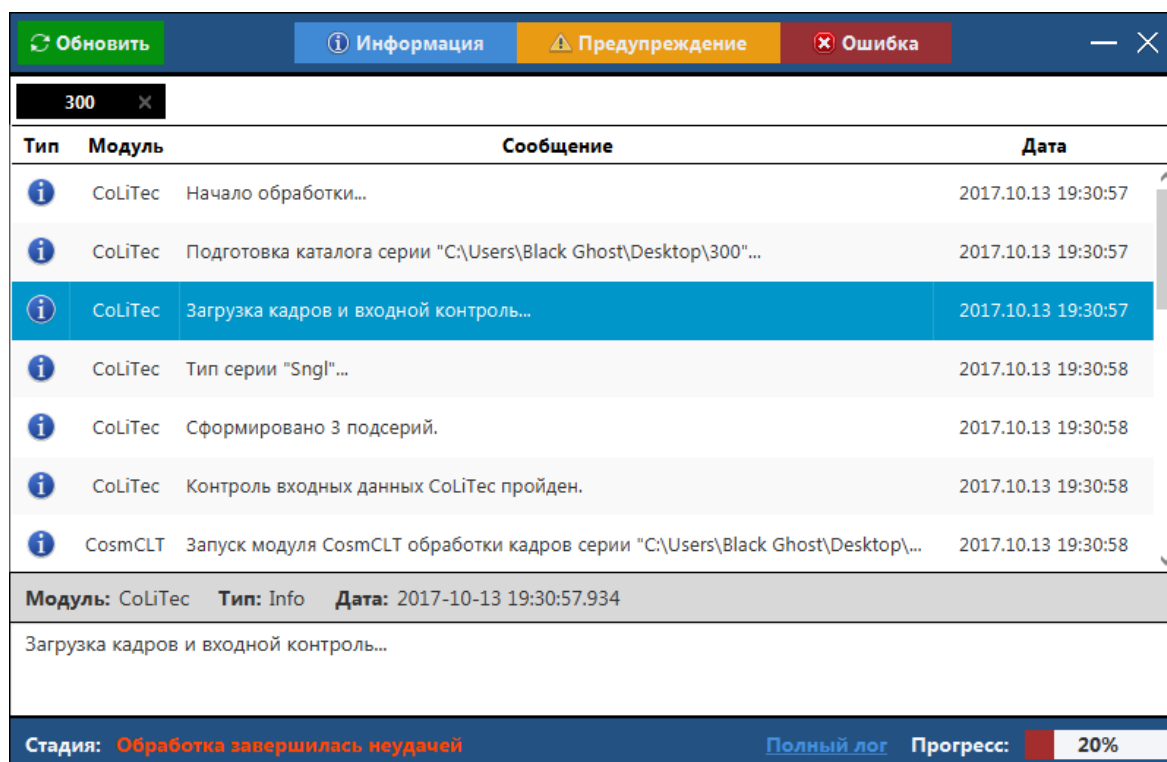 Обновить Информация Предупреждение Ошибка
300
Тип Модуль Сообщение Дата
CoLiTec Начало обработки... 2017.10.13 19:30:57
CoLiTec Подготовка каталога серии "C:\Users\Black Ghost\Desktop\300"... 2017.10.13 19:30:57
CoLiTec Загрузка кадров и входной контроль... 2017.10.13 19:30:57
CoLiTec Тип серии "Sngl"... 2017.10.13 19:30:58
CoLiTec Сформировано 3 подсерий. 2017.10.13 19:30:58
CoLiTec Контроль входных данных CoLiTec пройден. 2017.10.13 19:30:58
CosmCLT Запуск модуля CosmCLT обработки кадров серии "C:\Users\Black Ghost\Desktop\... 2017.10.13 19:30:58
Модуль: CoLiTec Тип: Info Дата: 2017-10-13 19:30:57.934
Загрузка кадров и входной контроль...
Стадия: Обработка завершилась неудачей Полный лог Прогресс: 20%